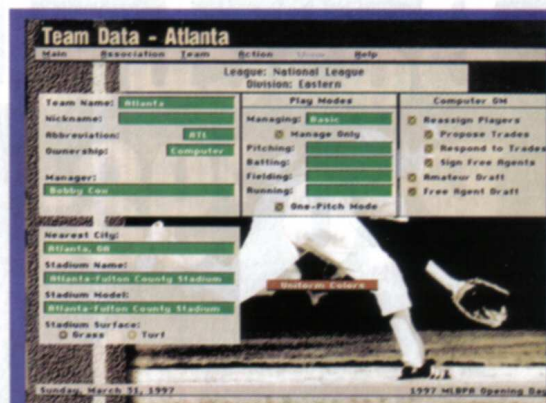 Team Data - Atlanta
Main Association Team Action Help
League: National League
Division: Eastern
Team Name: Atlanta
Nickname:
Abbreviation: ATL
Ownership: Computer
Manager:
Bobby Cox
Play Modes
Managing: Basic
Manage Only
Pitching:
Batting:
Fielding:
Running:
One-Pitch Mode
Computer GM
Reassign Players
Propose Trades
Respond to Trades
Sign Free Agents
Amateur Draft
Free Agent Draft
Nearest City:
Atlanta, GA
Stadium Name:
Atlanta-Fulton County Stadium
Stadium Model:
Atlanta-Fulton County Stadium
Stadium Surface:
Grass Turf
Uniform Colors
Sunday, March 31, 1997 1997 MLBPA Opening Day